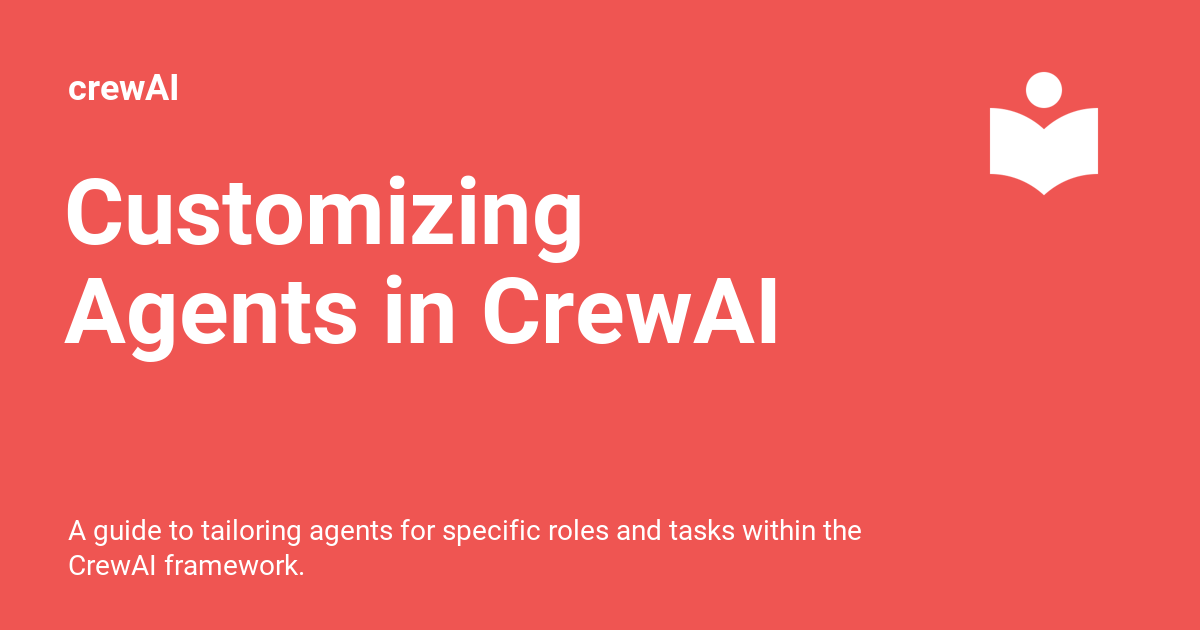 crewAI
Customizing
Agents in CrewAI
A guide to tailoring agents for specific roles and tasks within the
CrewAI framework.